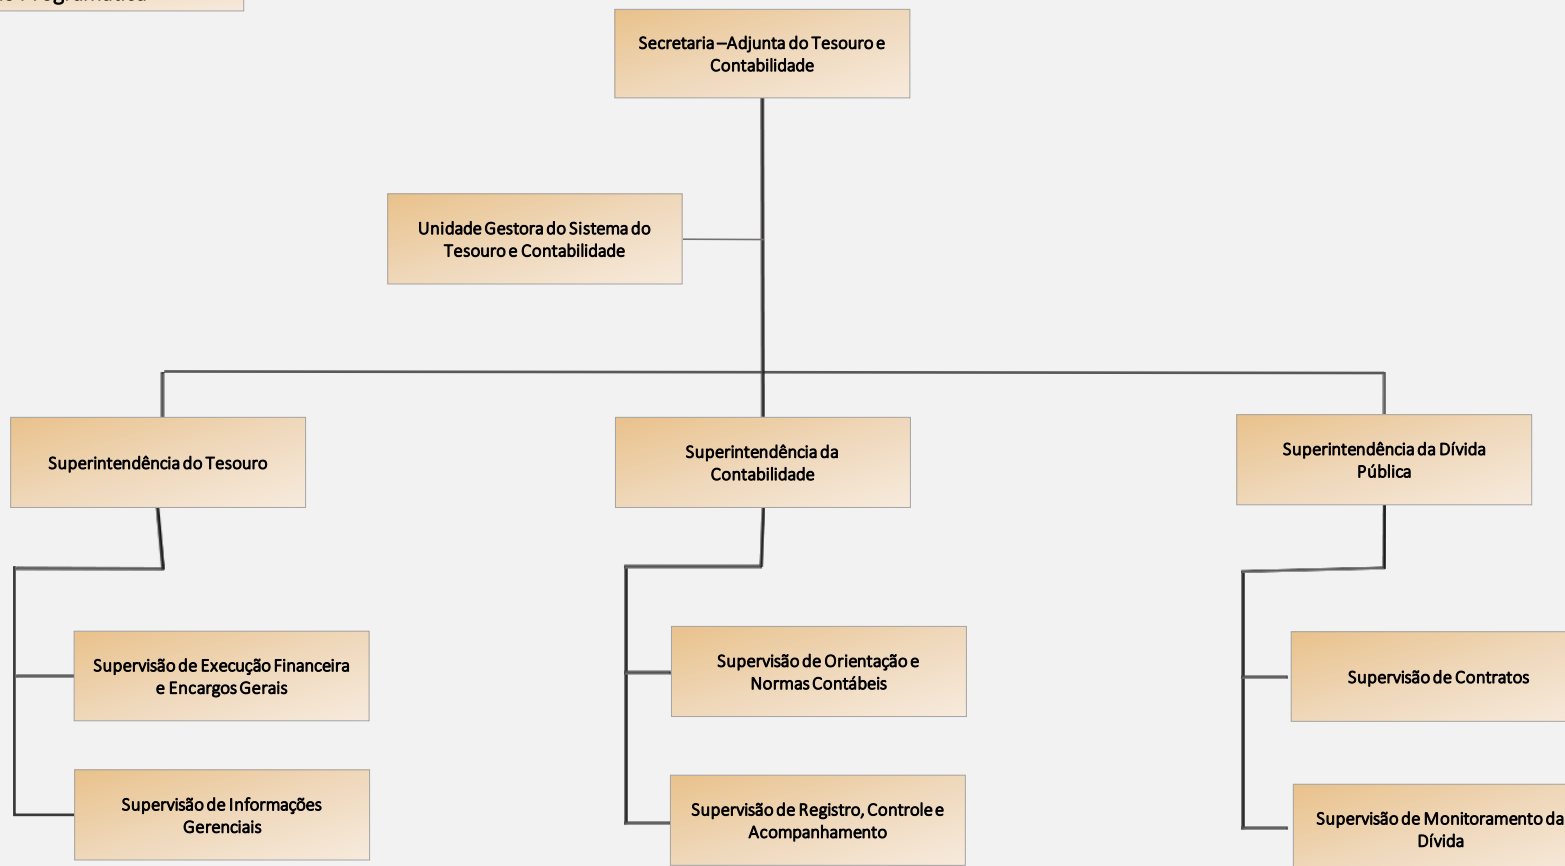 Programática
Secretaria –Adjunta do Tesouro e
Contabilidade
Unidade Gestora do Sistema do
Tesouro e Contabilidade
Superintendência do Tesouro
Superintendência da
Contabilidade
Superintendência da Dívida
Pública
Supervisão de Execução Financeira
e Encargos Gerais
Supervisão de Orientação e
Normas Contábeis
Supervisão de Contratos
Supervisão de Informações
Gerenciais
Supervisão de Registro, Controle e
Acompanhamento
Supervisão de Monitoramento da
Dívida